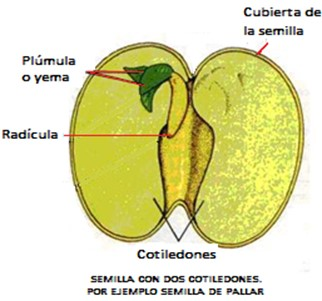 Cubierta de
la semilla
Plúmula
o yema
Radícula
Cotiledones
SEMILLA CON DOS COTILEDONES.
POR EJEMPLO SEMILLA DE PALLAR